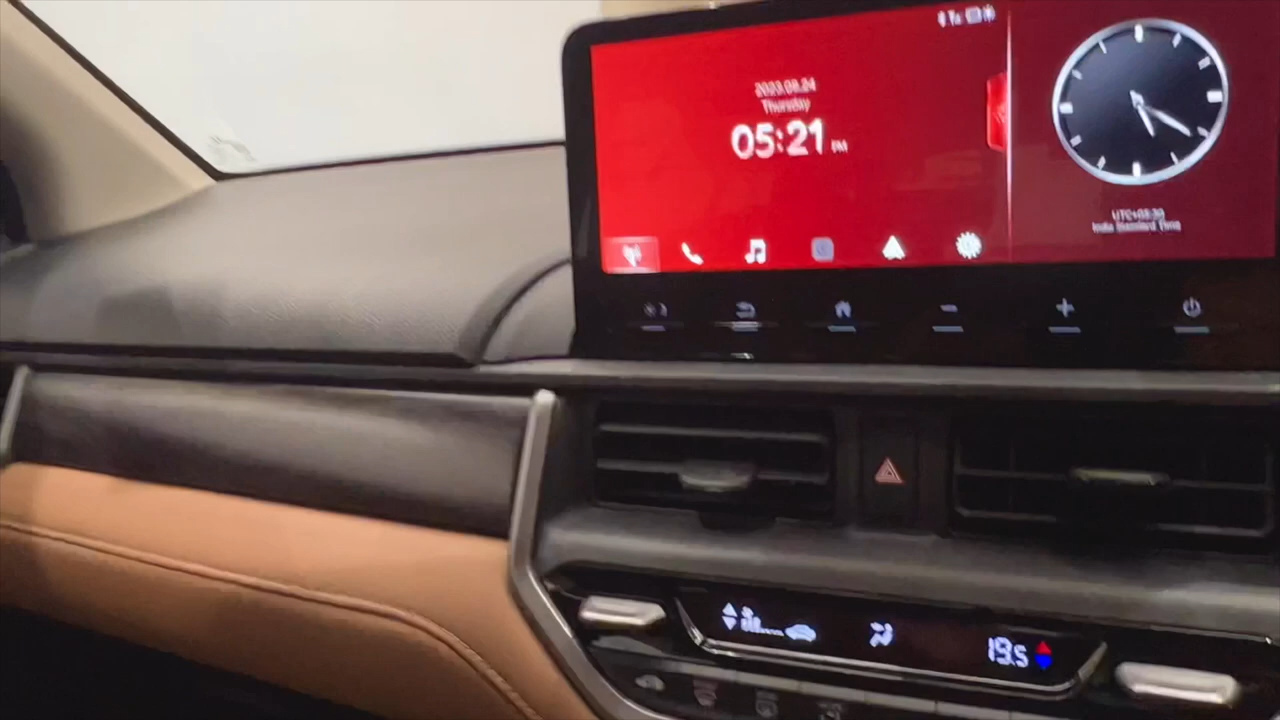 2023.08.24
Thursday
05:21 PM
UTC+05:30
India Standard Time
19.5